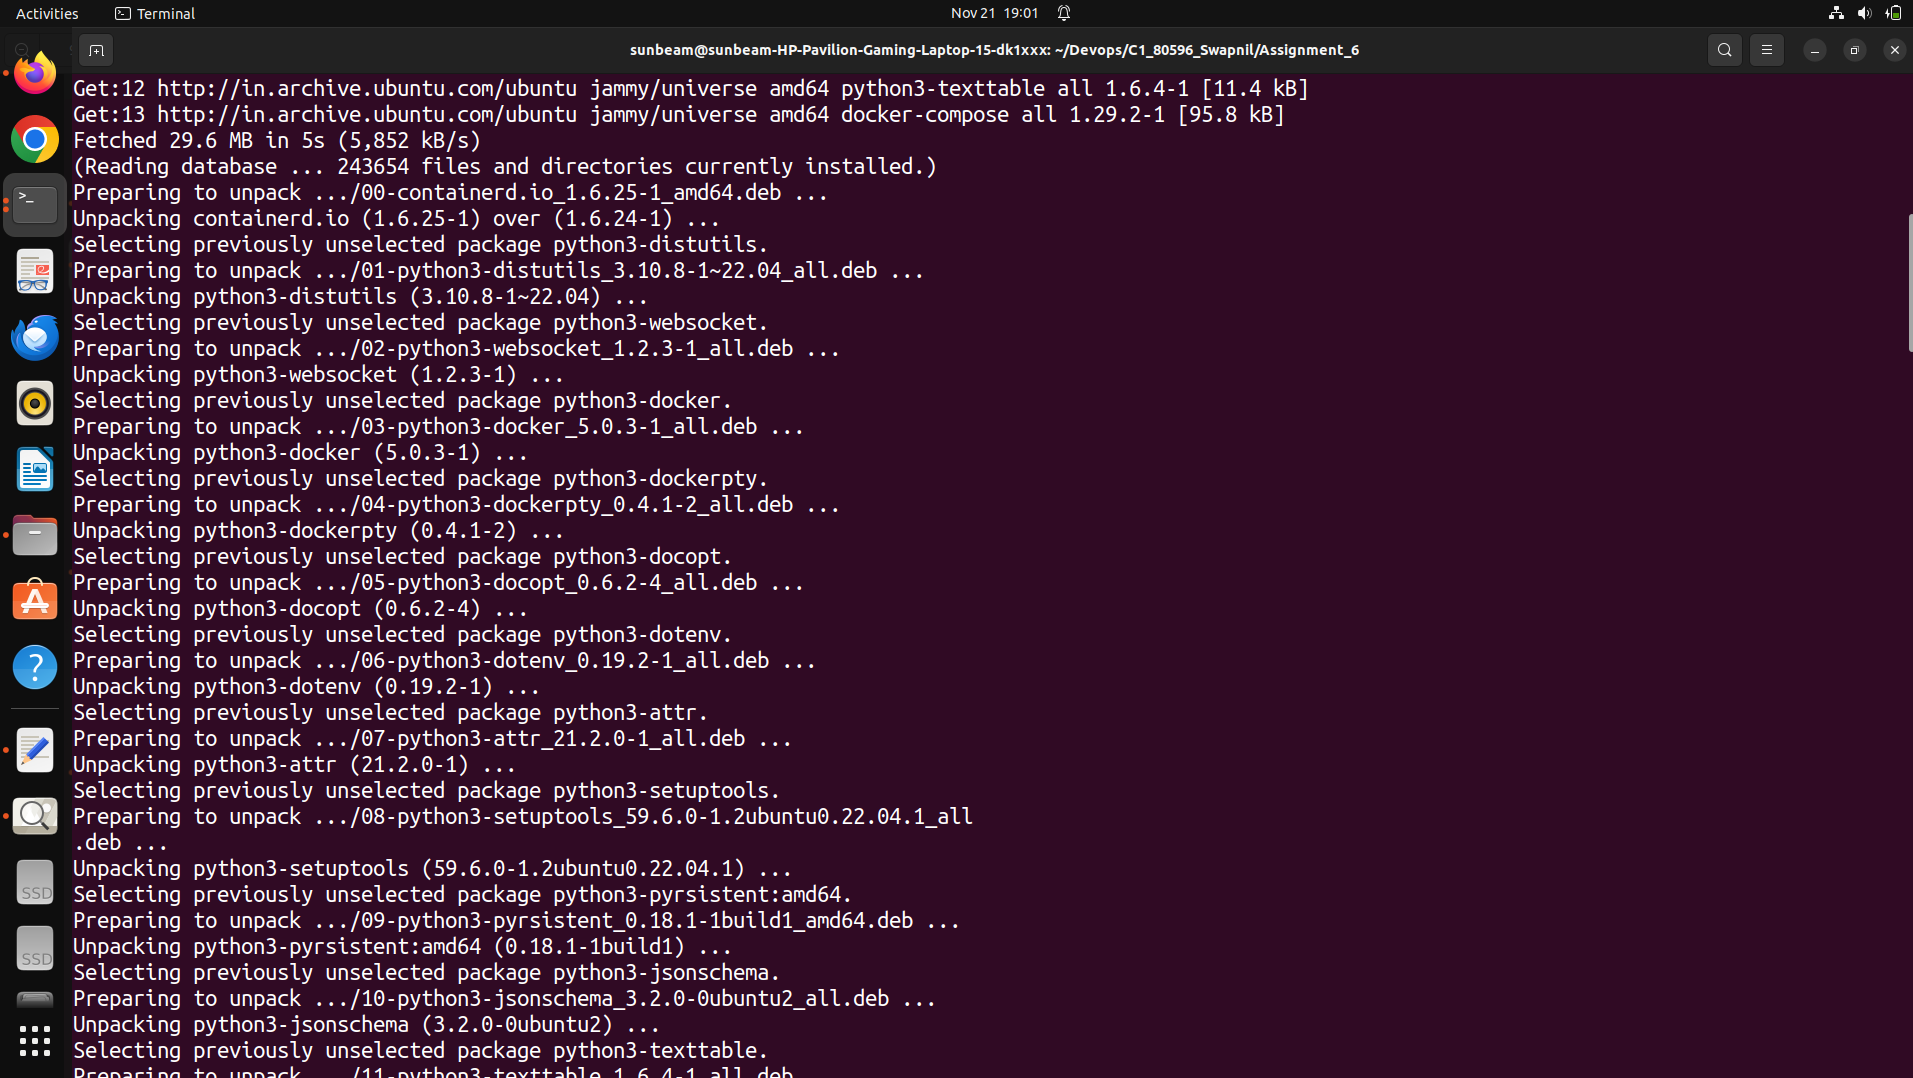 Activities
Terminal
Nov 21 19:01
sunbeam@sunbeam-HP-Pavilion-Gaming-Laptop-15-dk1xxx: ~/Devops/C1_80596_Swapnil/Assignment_6
Get:12 http://in.archive.ubuntu.com/ubuntu jammy/universe amd64 python3-texttable all 1.6.4-1 [11.4 kB]
Get:13 http://in.archive.ubuntu.com/ubuntu jammy/universe amd64 docker-compose all 1.29.2-1 [95.8 kB]
Fetched 29.6 MB in 5s (5,852 kB/s)
(Reading database ... 243654 files and directories currently installed.)
Preparing to unpack .../00-containerd.io_1.6.25-1_amd64.deb ...
Unpacking containerd.io (1.6.25-1) over (1.6.24-1) ...
Selecting previously unselected package python3-distutils.
Preparing to unpack .../01-python3-distutils_3.10.8-1~22.04_all.deb ...
Unpacking python3-distutils (3.10.8-1~22.04) ...
Selecting previously unselected package python3-websocket.
Preparing to unpack .../02-python3-websocket_1.2.3-1_all.deb ...
Unpacking python3-websocket (1.2.3-1) ...
Selecting previously unselected package python3-docker.
Preparing to unpack .../03-python3-docker_5.0.3-1_all.deb ...
Unpacking python3-docker (5.0.3-1) ...
Selecting previously unselected package python3-dockerpty.
Preparing to unpack .../04-python3-dockerpty_0.4.1-2_all.deb ...
Unpacking python3-dockerpty (0.4.1-2) ...
Selecting previously unselected package python3-docopt.
Preparing to unpack .../05-python3-docopt_0.6.2-4_all.deb ...
Unpacking python3-docopt (0.6.2-4) ...
Selecting previously unselected package python3-dotenv.
Preparing to unpack .../06-python3-dotenv_0.19.2-1_all.deb ...
Unpacking python3-dotenv (0.19.2-1) ...
Selecting previously unselected package python3-attr.
Preparing to unpack .../07-python3-attr_21.2.0-1_all.deb ...
Unpacking python3-attr (21.2.0-1) ...
Selecting previously unselected package python3-setuptools.
Preparing to unpack .../08-python3-setuptools_59.6.0-1.2ubuntu0.22.04.1_all
.deb ...
Unpacking python3-setuptools (59.6.0-1.2ubuntu0.22.04.1) ...
Selecting previously unselected package python3-pyrsistent:amd64.
Preparing to unpack .../09-python3-pyrsistent_0.18.1-1build1_amd64.deb ...
Unpacking python3-pyrsistent:amd64 (0.18.1-1build1) ...
Selecting previously unselected package python3-jsonschema.
Preparing to unpack .../10-python3-jsonschema_3.2.0-0ubuntu2_all.deb ...
Unpacking python3-jsonschema (3.2.0-0ubuntu2) ...
Selecting previously unselected package python3-texttable.
Preparing to unpack .../11-python3-texttable_1.6.4-1_all.deb ...
SSD
SSD